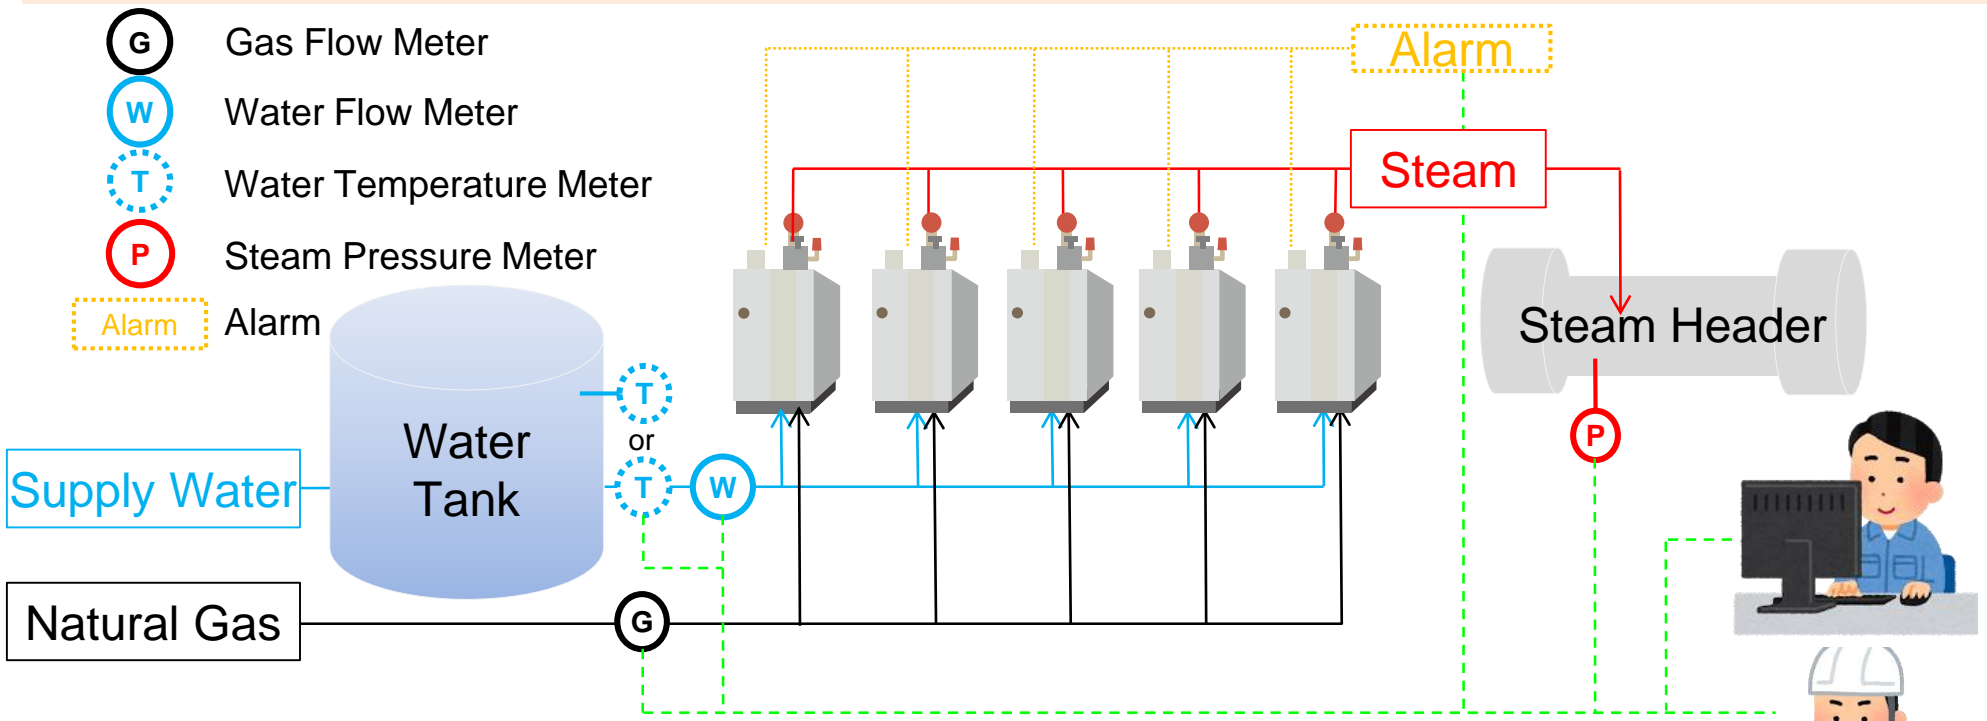 G Gas Flow Meter
W Water Flow Meter
T Water Temperature Meter
P Steam Pressure Meter
Alarm Alarm
Alarm
Steam
Steam Header
T
or
Water
Tank
Supply Water
T
W
P
Natural Gas
G